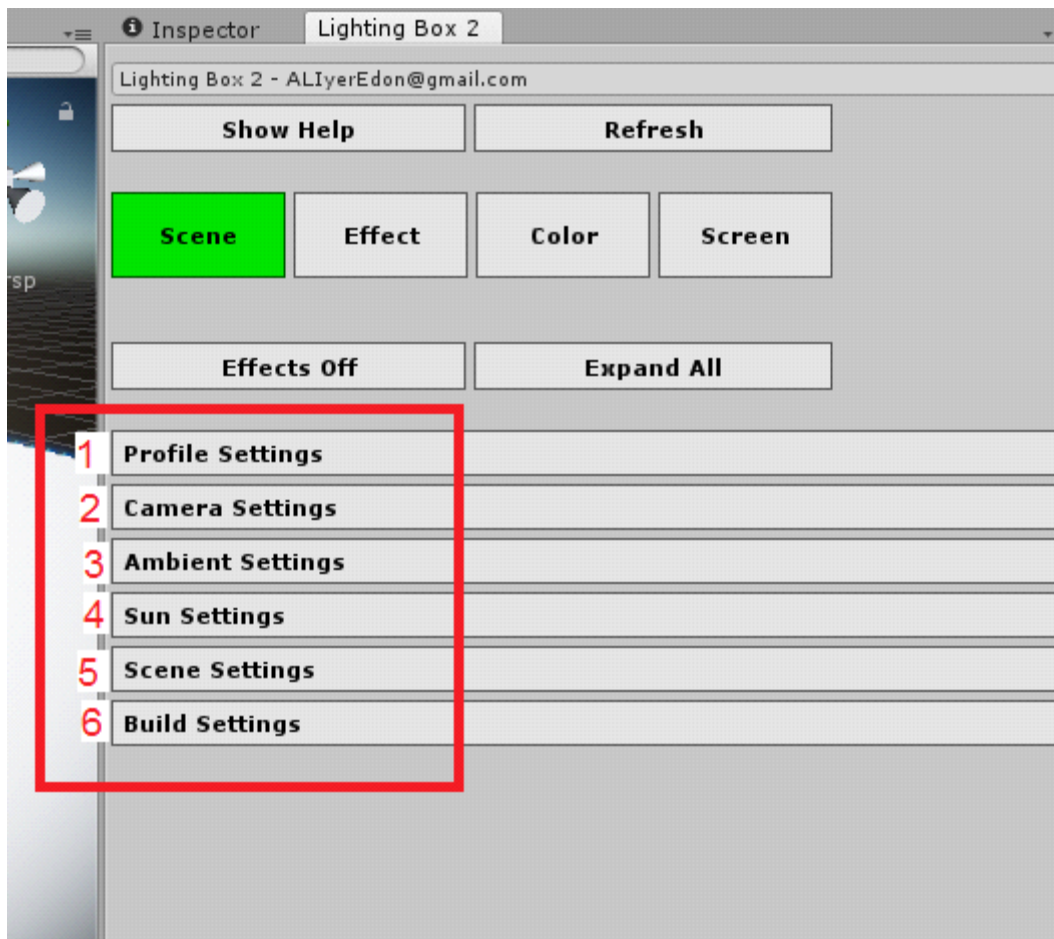 Inspector Lighting Box 2
Lighting Box 2 - ALIyerEdon@gmail.com
Show Help Refresh
Scene Effect Color Screen
rsp
Effects Off Expand All
1 Profile Settings
2 Camera Settings
3 Ambient Settings
4 Sun Settings
5 Scene Settings
6 Build Settings